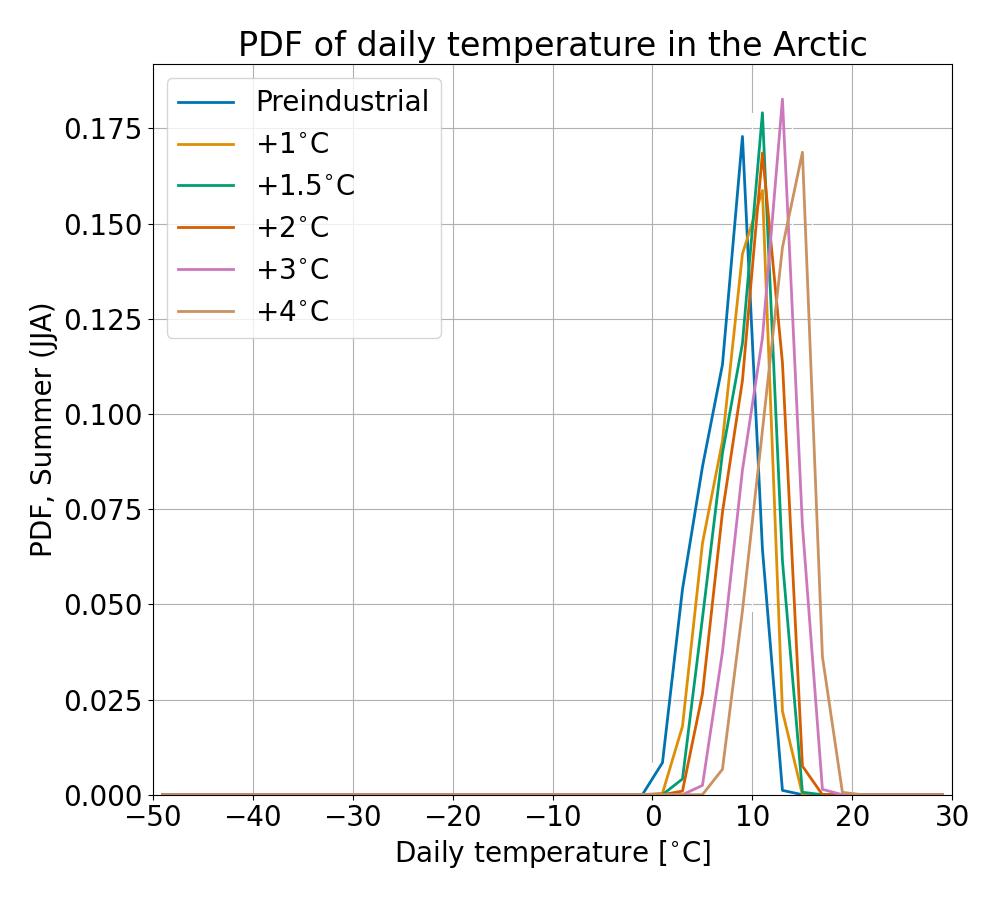 PDF of daily temperature in the Arctic
Preindustrial
+1°C
+1.5°C
+2°C
+3°C
+4°C
PDF, Summer (JJA)
0.175
0.150
0.125
0.100
0.075
0.050
0.025
0.000
−50 −40 −30 −20 −10 0 10 20 30
Daily temperature [°C]